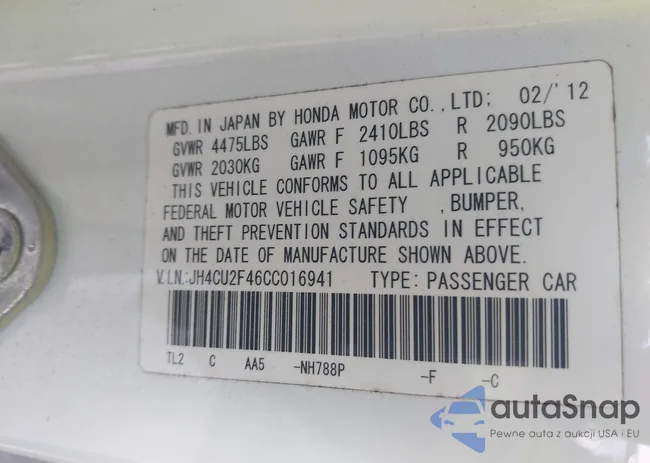 MFD. IN JAPAN BY HONDA MOTOR CO., LTD; 02/'12
GVWR 4475LBS GAWR F 2410LBS R 2090LBS
GVWR 2030KG GAWR F 1095KG R 950KG
THIS VEHICLE CONFORMS TO ALL APPLICABLE
FEDERAL MOTOR VEHICLE SAFETY , BUMPER,
AND THEFT PREVENTION STANDARDS IN EFFECT
ON THE DATE OF MANUFACTURE SHOWN ABOVE.
V.I.N.:JH4CU2F46CC016941 TYPE: PASSENGER CAR
TL2 C AA5 -NH788P -F -C
autaSnap
Pewne auta z aukcji USA i EU